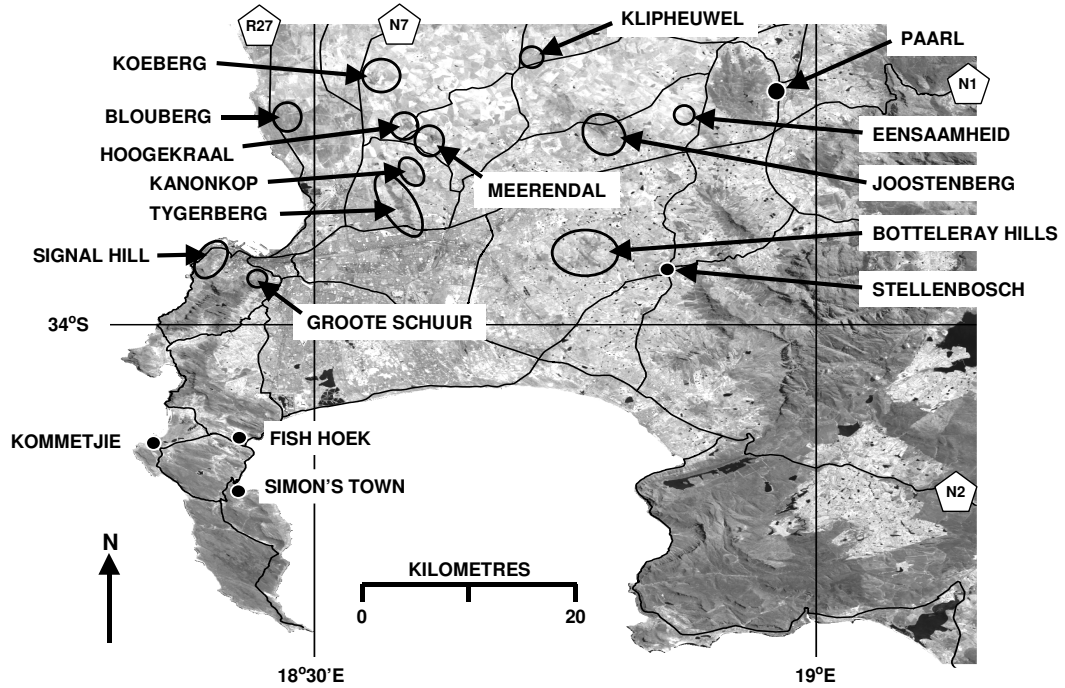 R27
N7
KLIPHEUWEL
PAARL
KOEBERG
N1
BLOUBERG
EENSAAMHEID
HOOGEKRAAL
KANONKOP
MEERENDAL
JOOSTENBERG
TYGERBERG
BOTTELERAY HILLS
SIGNAL HILL
STELLENBOSCH
GROOTE SCHUUR
34°S
KOMMETJIE
FISH HOEK
SIMON'S TOWN
N2
N
KILOMETRES
0 20
18°30'E
19°E